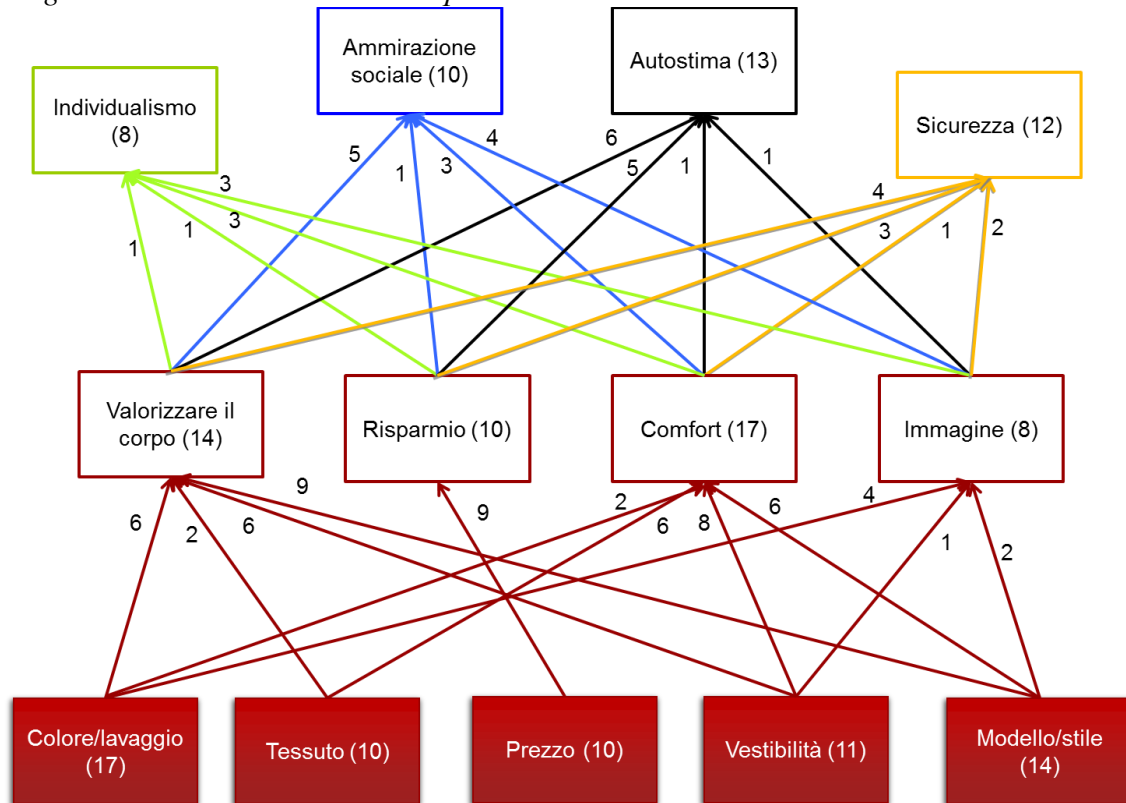 Ammirazione
sociale (10)
Autostima (13)
Individualismo
(8)
Sicurezza (12)
5
1
3
4
6
5
1
1
3
1
3
1
4
3
1
2
Valorizzare il
corpo (14)
Risparmio (10)
Comfort (17)
Immagine (8)
6
2
6
9
9
2
6
8
6
4
1
2
Colore/lavaggio
(17)
Tessuto (10)
Prezzo (10)
Vestibilità (11)
Modello/stile
(14)